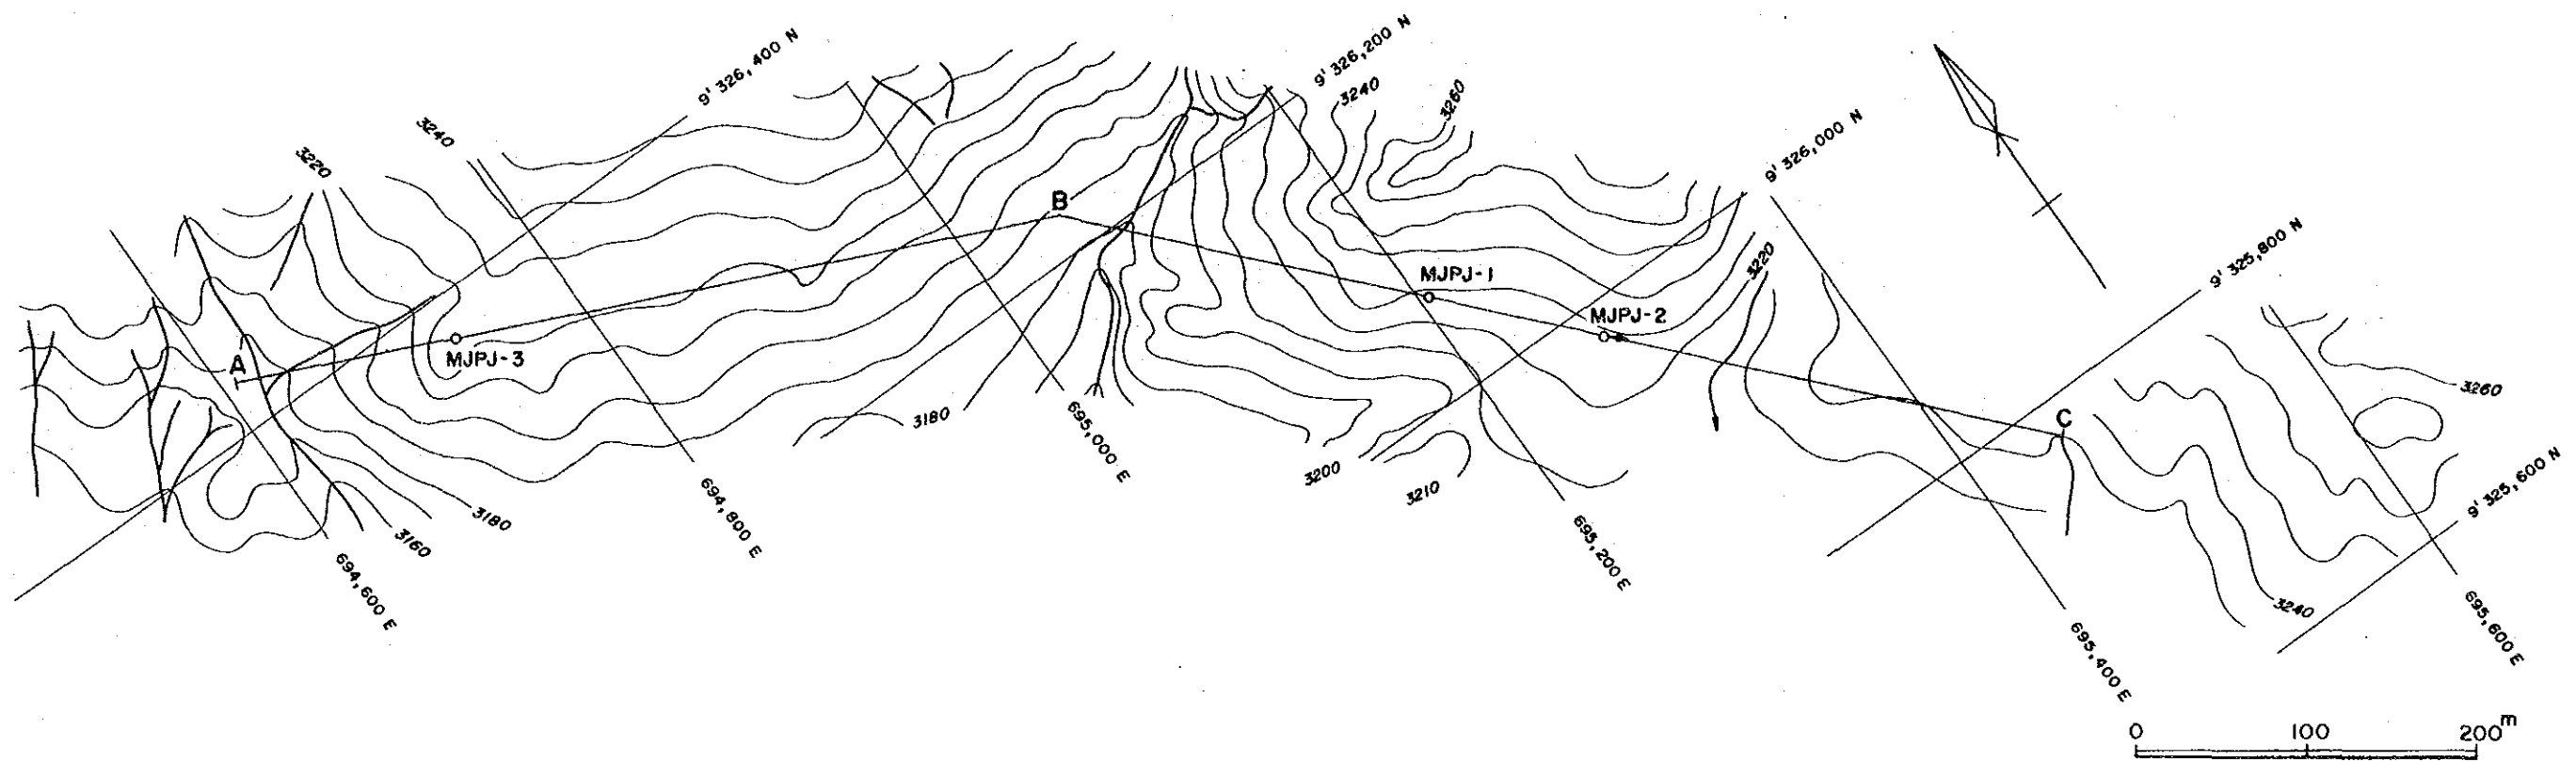 9' 326,400 N
9' 326,200 N
3240
3260
9' 326,000 N
3240
3220
B
9' 325,800 N
3220
MJPJ-1
MJPJ-2
A
MJPJ-3
3260
C
3180
695,000 E
3200
3210
9' 325,600 N
694,800 E
3180
3160
695,200 E
694,600 E
3240
695,600 E
695,400 E
0 100 200m